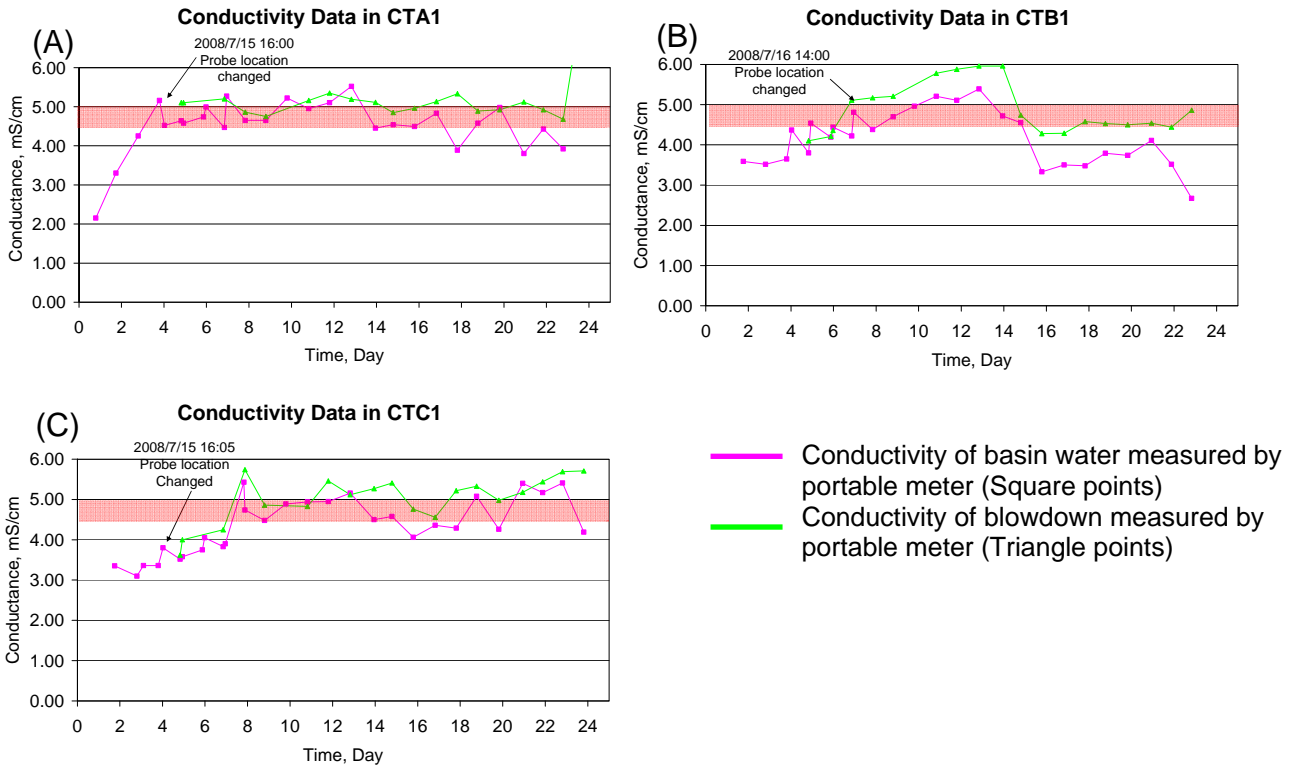 Conductivity Data in CTA1
(A)
2008/7/15 16:00
Probe location
changed
6.00
5.00
4.00
3.00
2.00
1.00
0.00
Conductance, mS/cm
0 2 4 6 8 10 12 14 16 18 20 22 24
Time, Day
Conductivity Data in CTB1
(B)
2008/7/16 14:00
Probe location
changed
6.00
5.00
4.00
3.00
2.00
1.00
0.00
Conductance, mS/cm
0 2 4 6 8 10 12 14 16 18 20 22 24
Time, Day
Conductivity Data in CTC1
(C)
2008/7/15 16:05
Probe location
Changed
6.00
5.00
4.00
3.00
2.00
1.00
0.00
Conductance, mS/cm
0 2 4 6 8 10 12 14 16 18 20 22 24
Time, Day
Conductivity of basin water measured by
portable meter (Square points)
Conductivity of blowdown measured by
portable meter (Triangle points)